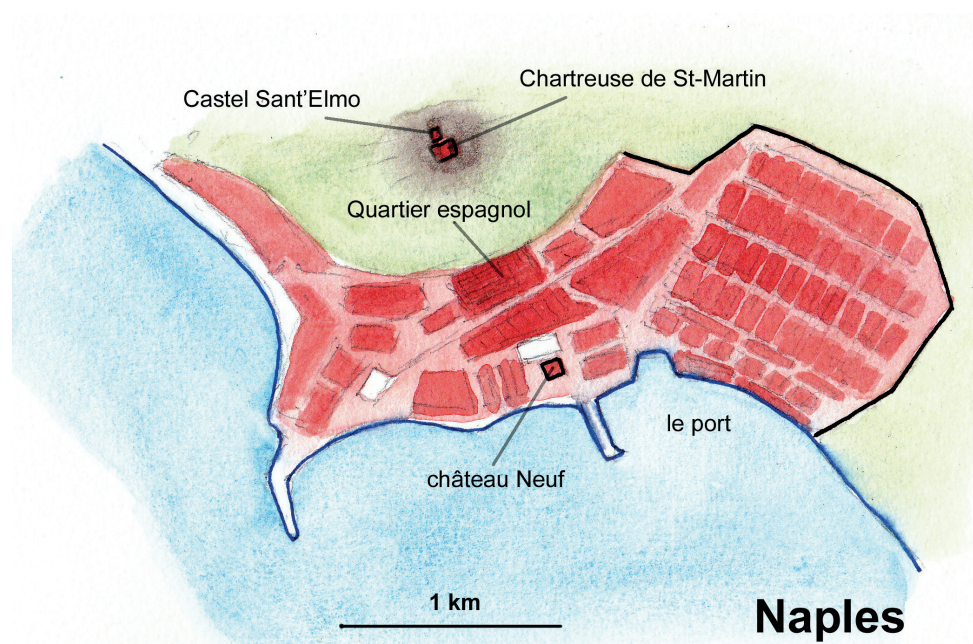 Chartreuse de St-Martin
Castel Sant'Elmo
Quartier espagnol
le port
château Neuf
1 km
Naples